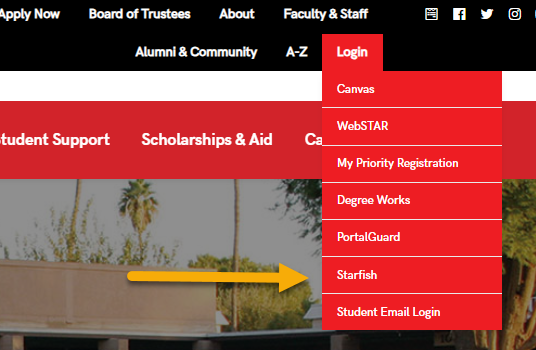 Apply Now Board of Trustees About Faculty & Staff
Alumni & Community A-Z Login
Canvas
WebSTAR
tudent Support Scholarships & Aid Ca
My Priority Registration
Degree Works
PortalGuard
Starfish
Student Email Login